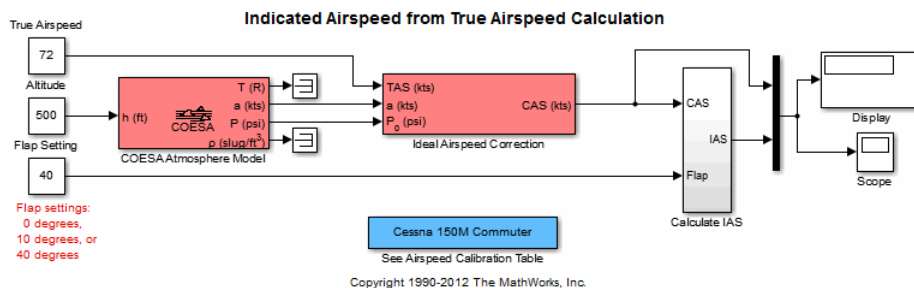 Indicated Airspeed from True Airspeed Calculation
True Airspeed
72
Altitude
500
Flap Setting
40
Flap settings:
0 degrees,
10 degrees, or
40 degrees
h (ft)
COESA
T (R)
a (kts)
P (psi)
ρ (slug/ft³)
COESA Atmosphere Model
TAS (kts)
a (kts)
P₀ (psi)
CAS (kts)
Ideal Airspeed Correction
CAS
IAS
Flap
Calculate IAS
Display
Scope
Cessna 150M Commuter
See Airspeed Calibration Table
Copyright 1990-2012 The MathWorks, Inc.